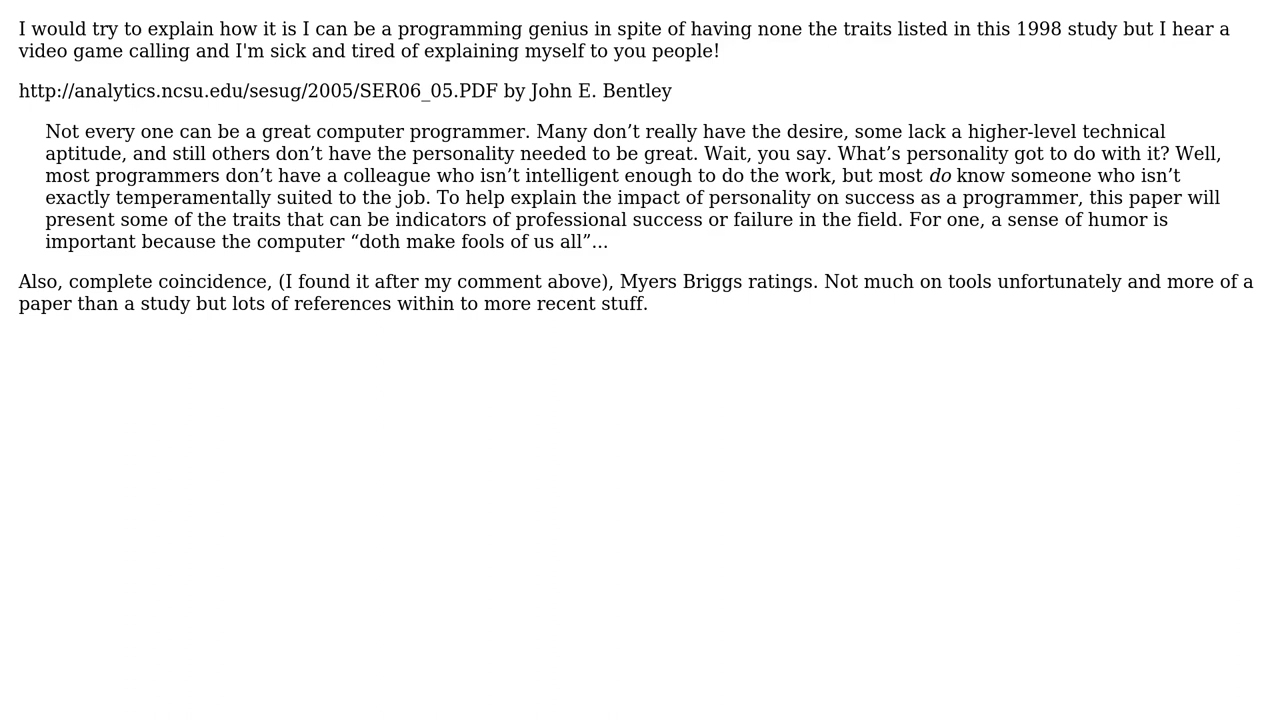 I would try to explain how it is I can be a programming genius in spite of having none the traits listed in this 1998 study but I hear a
video game calling and I'm sick and tired of explaining myself to you people!
http://analytics.ncsu.edu/sesug/2005/SER06_05.PDF by John E. Bentley
Not every one can be a great computer programmer. Many don’t really have the desire, some lack a higher-level technical
aptitude, and still others don’t have the personality needed to be great. Wait, you say. What’s personality got to do with it? Well,
most programmers don’t have a colleague who isn’t intelligent enough to do the work, but most do know someone who isn’t
exactly temperamentally suited to the job. To help explain the impact of personality on success as a programmer, this paper will
present some of the traits that can be indicators of professional success or failure in the field. For one, a sense of humor is
important because the computer “doth make fools of us all”...
Also, complete coincidence, (I found it after my comment above), Myers Briggs ratings. Not much on tools unfortunately and more of a
paper than a study but lots of references within to more recent stuff.